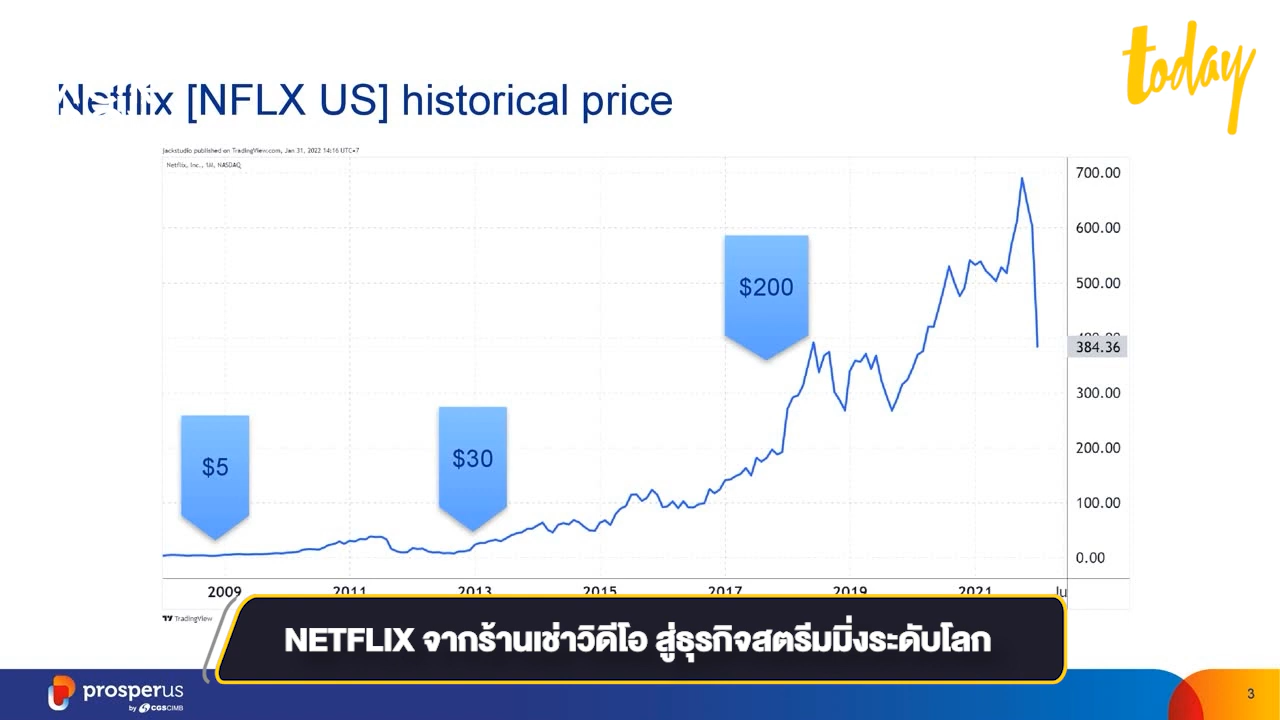 today
Netflix [NFLX US] historical price
jackstudio published on TradingView.com, Jan 31, 2022 14:16 UTC+7
Netflix, Inc., 1M, NASDAQ
700.00
600.00
$200
500.00
384.36
300.00
$5
$30
200.00
100.00
0.00
2009
2011
2013
2015
2017
2019
2021
TradingView
NETFLIX จากร้านเช่าวิดีโอ สู่ธุรกิจสตรีมมิ่งระดับโลก
prosperus
by CGS CIMB
3